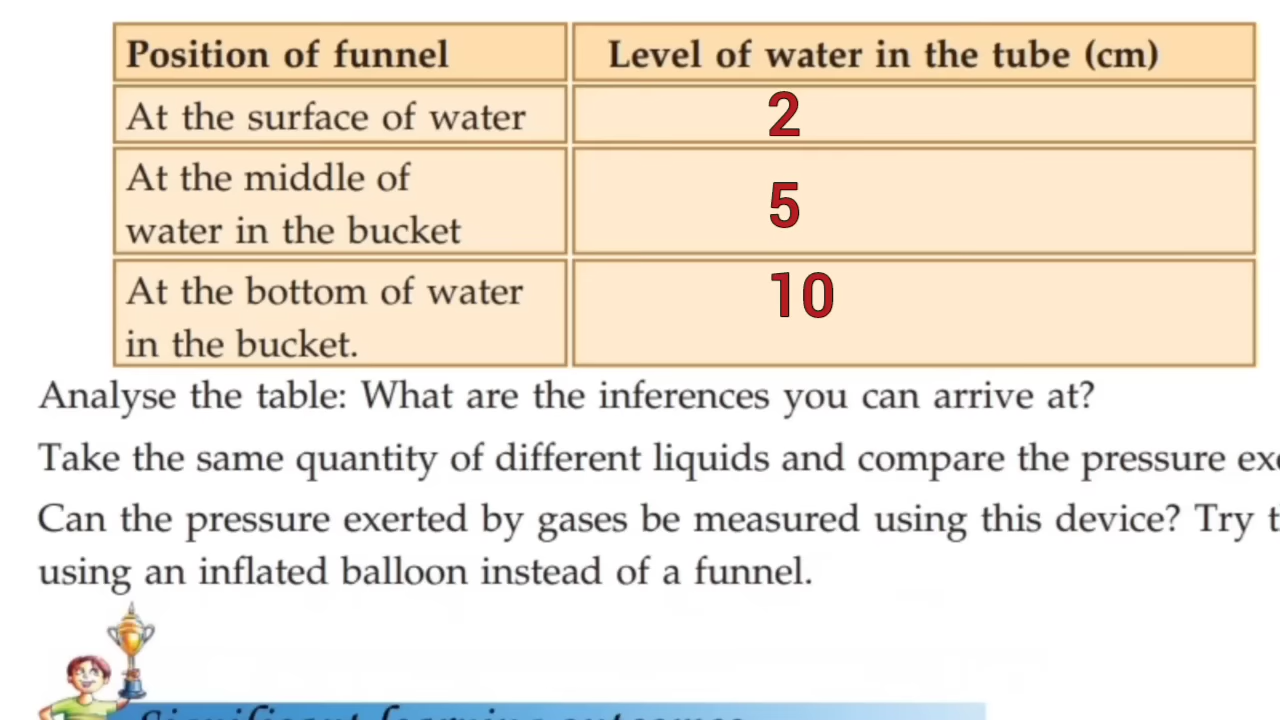 Position of funnel
Level of water in the tube (cm)
At the surface of water
2
At the middle of
water in the bucket
5
At the bottom of water
in the bucket.
10
Analyse the table: What are the inferences you can arrive at?
Take the same quantity of different liquids and compare the pressure
Can the pressure exerted by gases be measured using this device? Try
using an inflated balloon instead of a funnel.
Significant learning outcomes